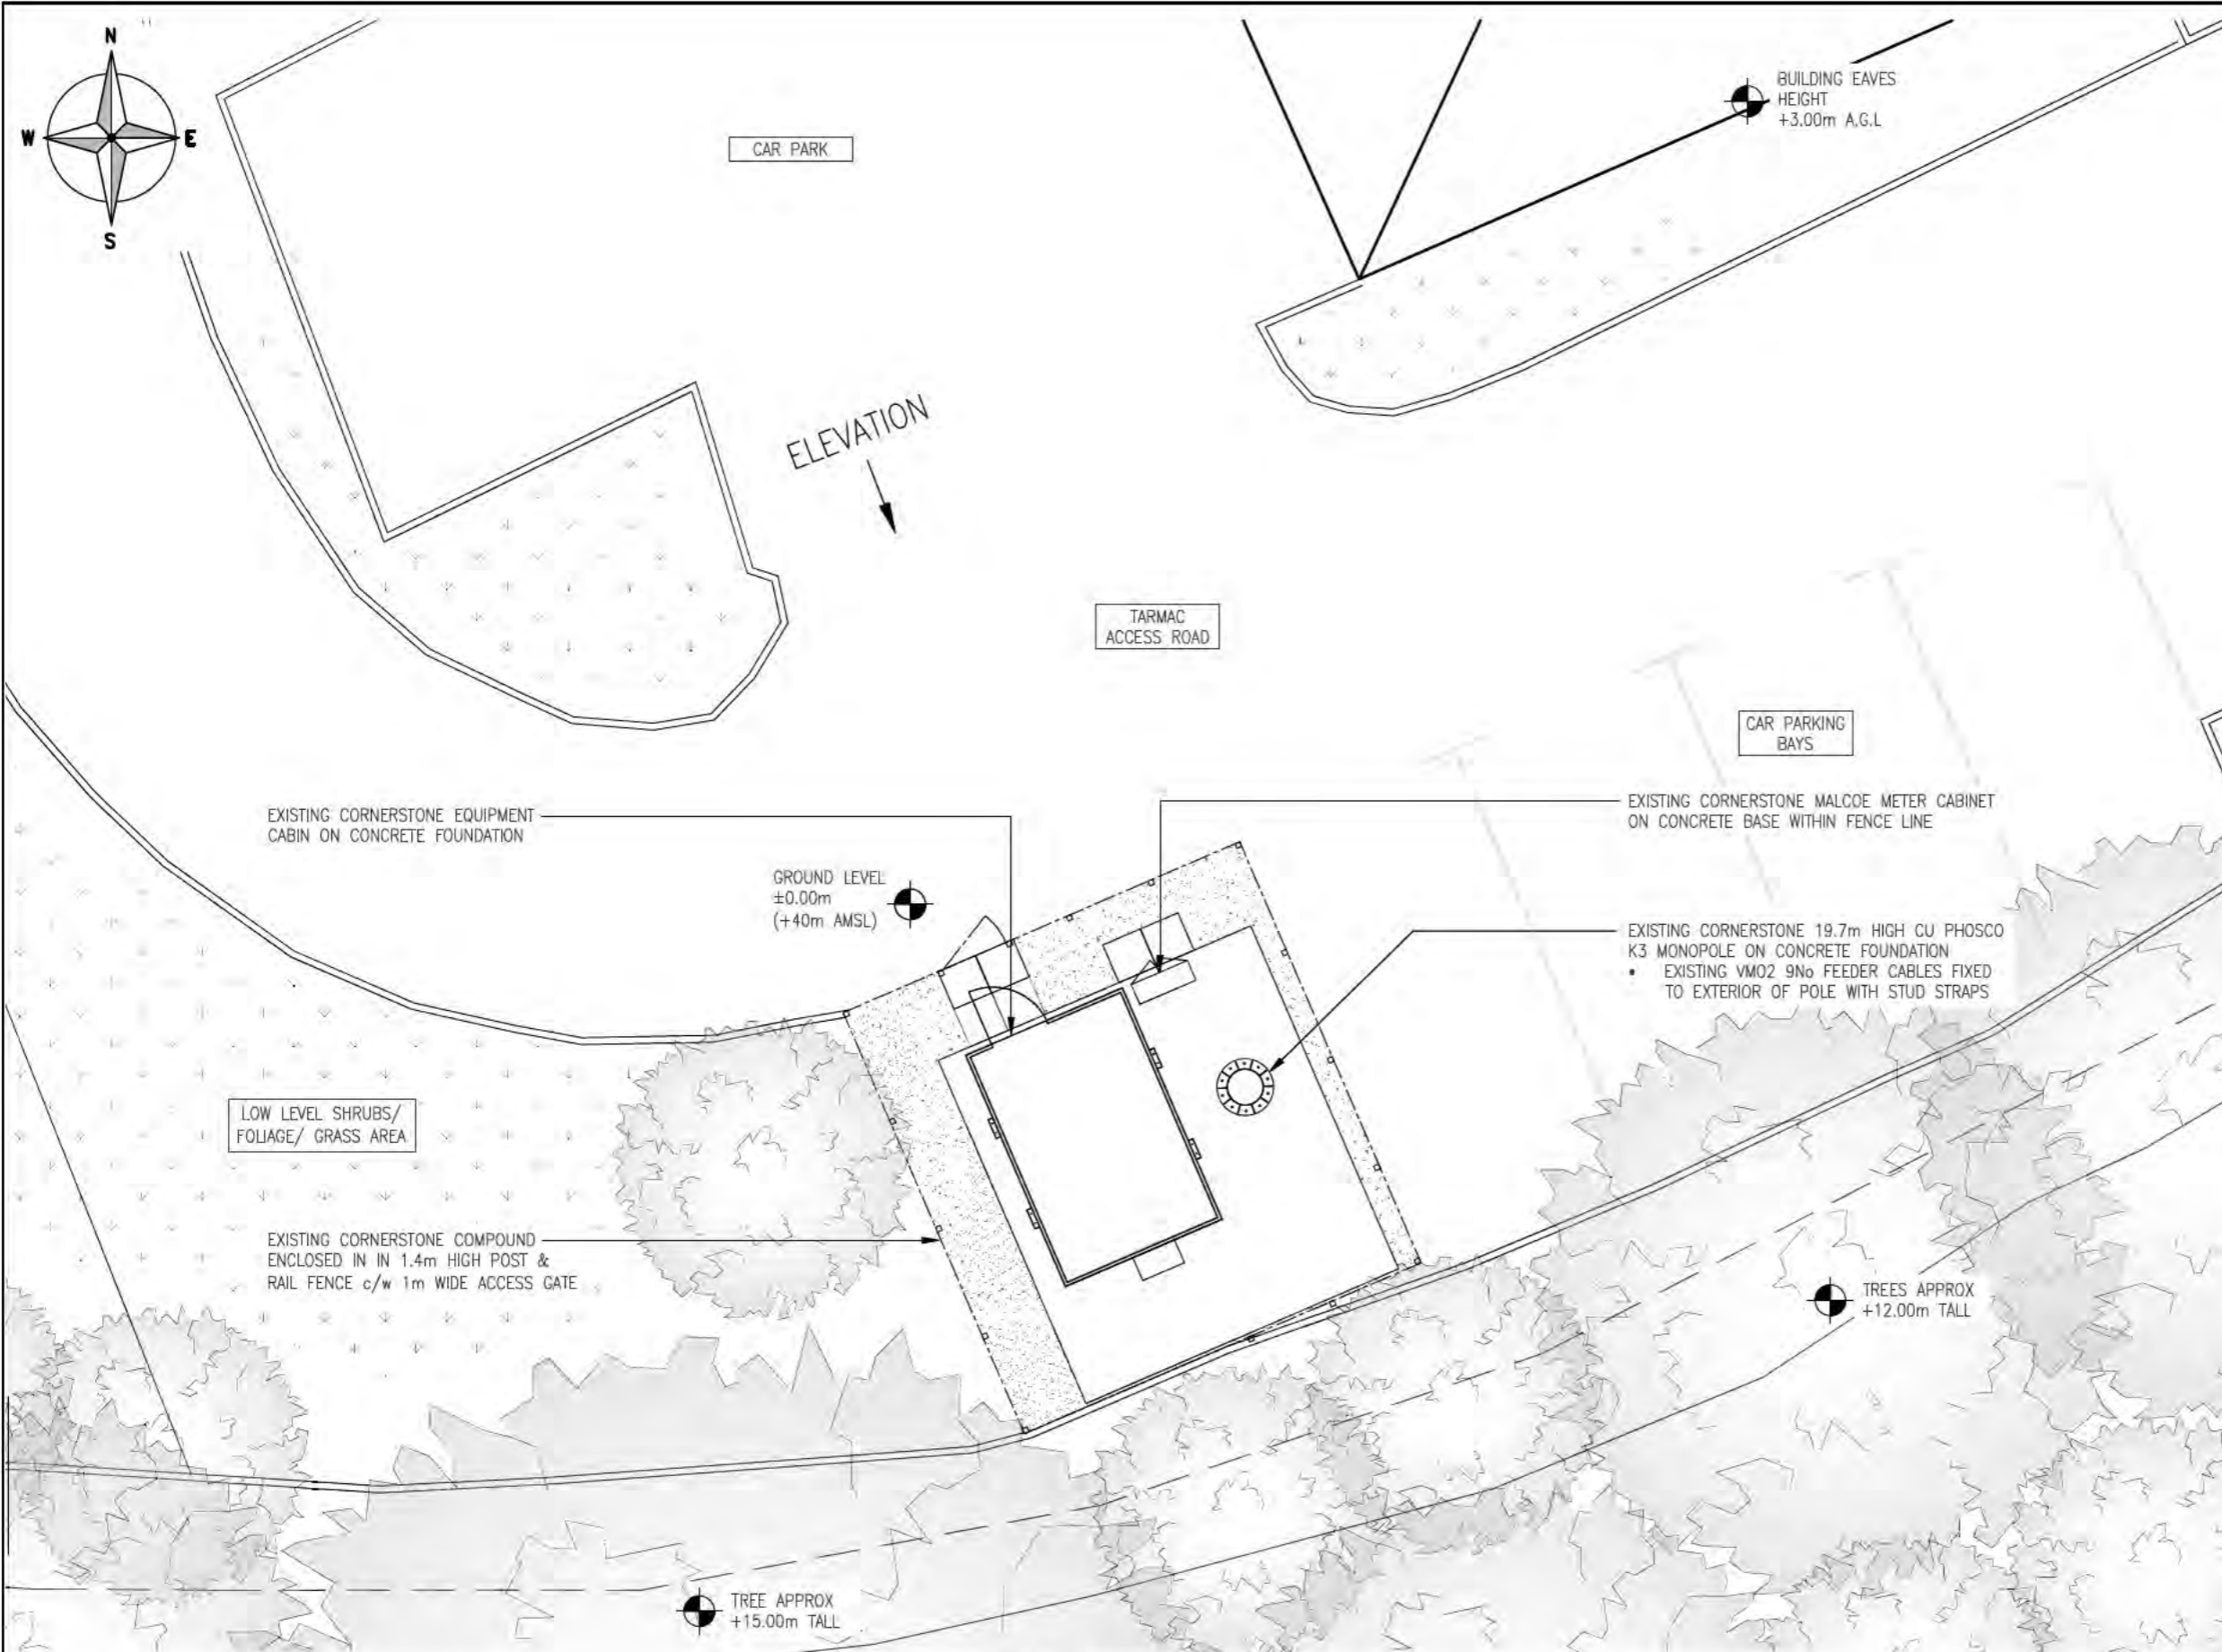 N
W
E
S
CAR PARK
BUILDING EAVES
HEIGHT
+3.00m A.G.L
ELEVATION
TARMAC
ACCESS ROAD
CAR PARKING
BAYS
EXISTING CORNERSTONE EQUIPMENT
CABIN ON CONCRETE FOUNDATION
EXISTING CORNERSTONE MALCOE METER CABINET
ON CONCRETE BASE WITHIN FENCE LINE
GROUND LEVEL
±0.00m
(+40m AMSL)
EXISTING CORNERSTONE 19.7m HIGH CU PHOSCO
K3 MONOPOLE ON CONCRETE FOUNDATION
• EXISTING VMO2 9No FEEDER CABLES FIXED
TO EXTERIOR OF POLE WITH STUD STRAPS
LOW LEVEL SHRUBS/
FOLIAGE/ GRASS AREA
EXISTING CORNERSTONE COMPOUND
ENCLOSED IN IN 1.4m HIGH POST &
RAIL FENCE c/w 1m WIDE ACCESS GATE
TREES APPROX
+12.00m TALL
TREE APPROX
+15.00m TALL